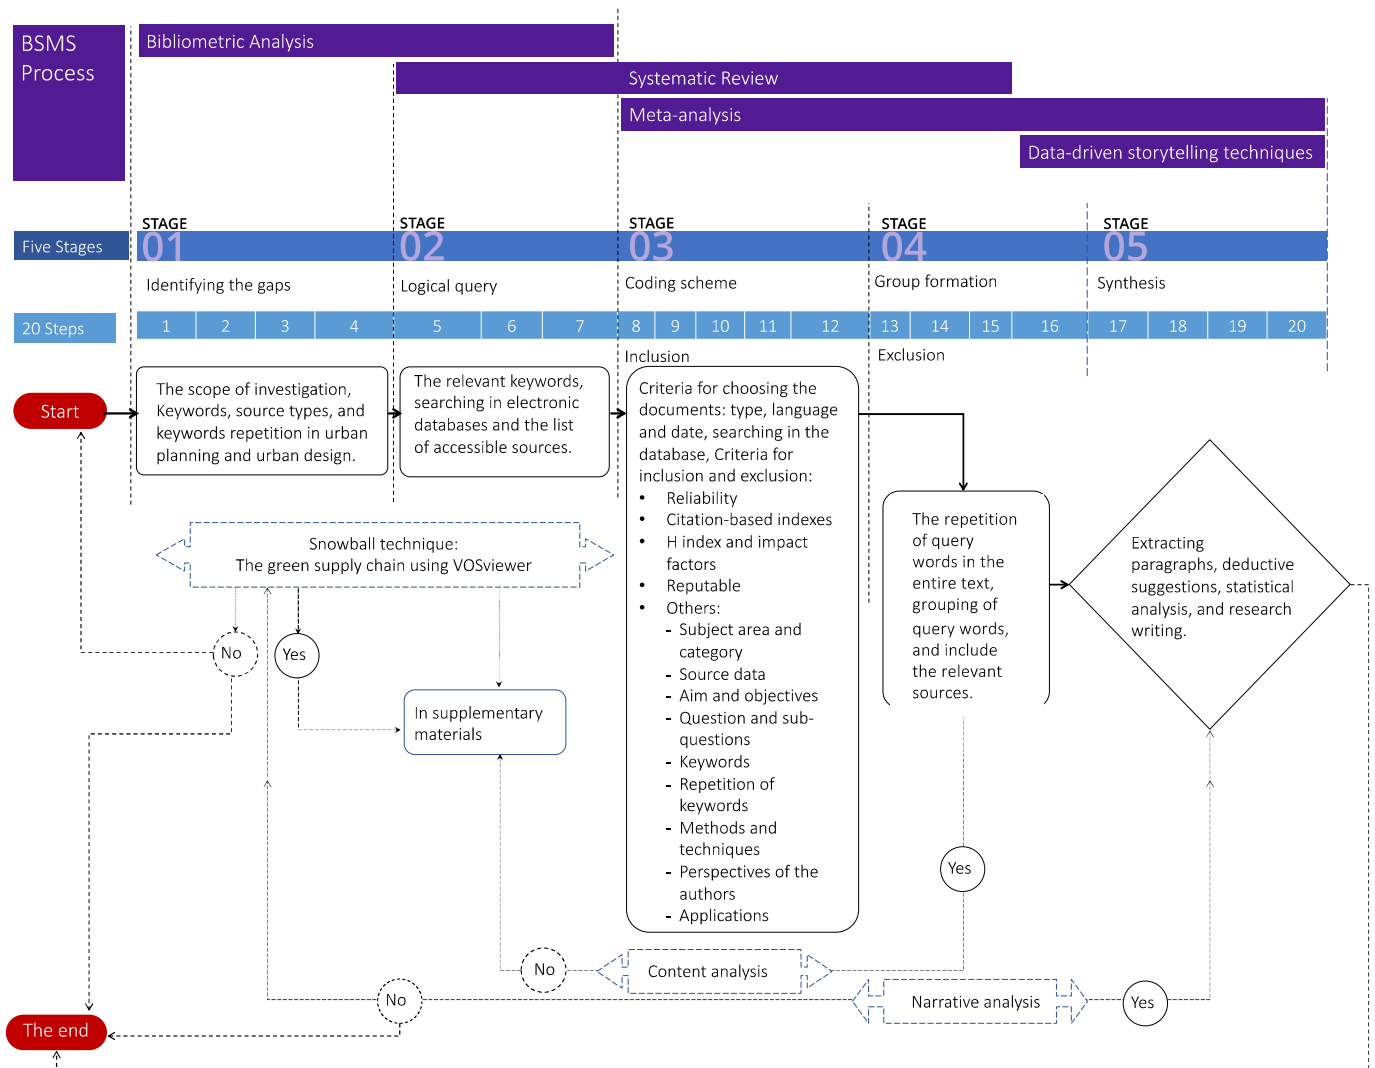 BSMS
Process
Bibliometric Analysis
Systematic Review
Meta-analysis
Data-driven storytelling techniques
Five Stages
STAGE
01
STAGE
02
STAGE
03
STAGE
04
STAGE
05
Identifying the gaps
Logical query
Coding scheme
Group formation
Synthesis
20 Steps
1
2
3
4
5
6
7
8
9
10
11
12
13
14
15
16
17
18
19
20
Inclusion
Exclusion
Start
The scope of investigation,
Keywords, source types, and
keywords repetition in urban
planning and urban design.
The relevant keywords,
searching in electronic
databases and the list
of accessible sources.
Criteria for choosing the
documents: type, language
and date, searching in the
database, Criteria for
inclusion and exclusion:
• Reliability
• Citation-based indexes
• H index and impact
factors
• Reputable
• Others:
- Subject area and
category
- Source data
- Aim and objectives
- Question and sub-
questions
- Keywords
- Repetition of
keywords
- Methods and
techniques
- Perspectives of the
authors
- Applications
The repetition
of query
words in the
entire text,
grouping of
query words,
and include
the relevant
sources.
Extracting
paragraphs, deductive
suggestions, statistical
analysis, and research
writing.
Snowball technique:
The green supply chain using VOSviewer
No
Yes
In supplementary
materials
Yes
No
Content analysis
No
Narrative analysis
Yes
The end